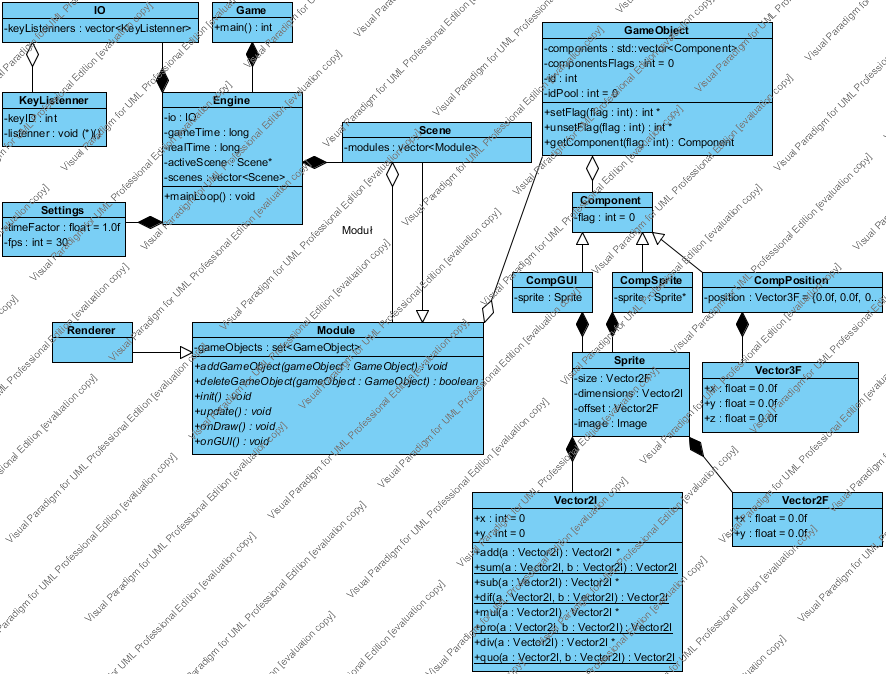 IO
-keyListenners : vector<KeyListenner>
Game
+main() : int
GameObject
-components : std::vector<Component>
-componentsFlags : int = 0
-id : int
-idPool : int = 0
+setFlag(flag : int) : int *
+unsetFlag(flag : int) : int *
+getComponent(flag : int) : Component
KeyListenner
-keyID : int
-listener : void (*)()
Engine
-io : IO
-gameTime : long
-realTime : long
-activeScene : Scene*
-scenes : vector<Scene>
+mainLoop() : void
Scene
-modules : vector<Module>
Settings
-timeFactor : float = 1.0f
-fps : int = 30
Moduł
Component
-flag : int = 0
CompGUI
-sprite : Sprite
CompSprite
-sprite : Sprite*
CompPosition
-position : Vector3F = {0.0f, 0.0f, 0...
Renderer
Module
-gameObjects : set<GameObject>
+addGameObject(gameObject : GameObject) : void
+deleteGameObject(gameObject : GameObject) : boolean
+init() : void
+update() : void
+onDraw() : void
+onGUI() : void
Sprite
-size : Vector2F
-dimensions : Vector2I
-offset : Vector2F
-image : Image
Vector3F
+x : float = 0.0f
+y : float = 0.0f
+z : float = 0.0f
Vector2I
+x : int = 0
+y : int = 0
+add(a : Vector2I) : Vector2I *
+sum(a : Vector2I, b : Vector2I) : Vector2I
+sub(a : Vector2I) : Vector2I *
+dif(a : Vector2I, b : Vector2I) : Vector2I
+mul(a : Vector2I) : Vector2I *
+pro(a : Vector2I, b : Vector2I) : Vector2I
+div(a : Vector2I) : Vector2I *
+quo(a : Vector2I, b : Vector2I) : Vector2I
Vector2F
+x : float = 0.0f
+y : float = 0.0f
Visual Paradigm for UML Professional Edition [evaluation copy]